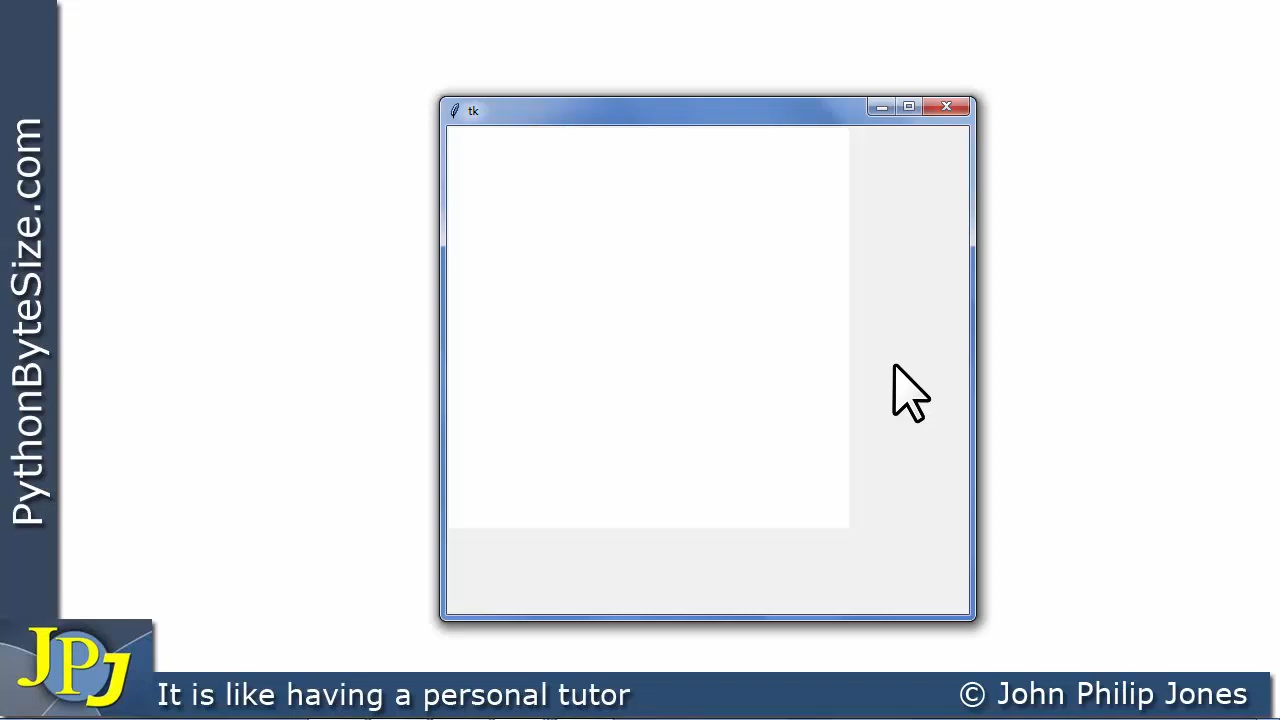 tk
PythonByteSize.com
JPJ
It is like having a personal tutor
© John Philip Jones